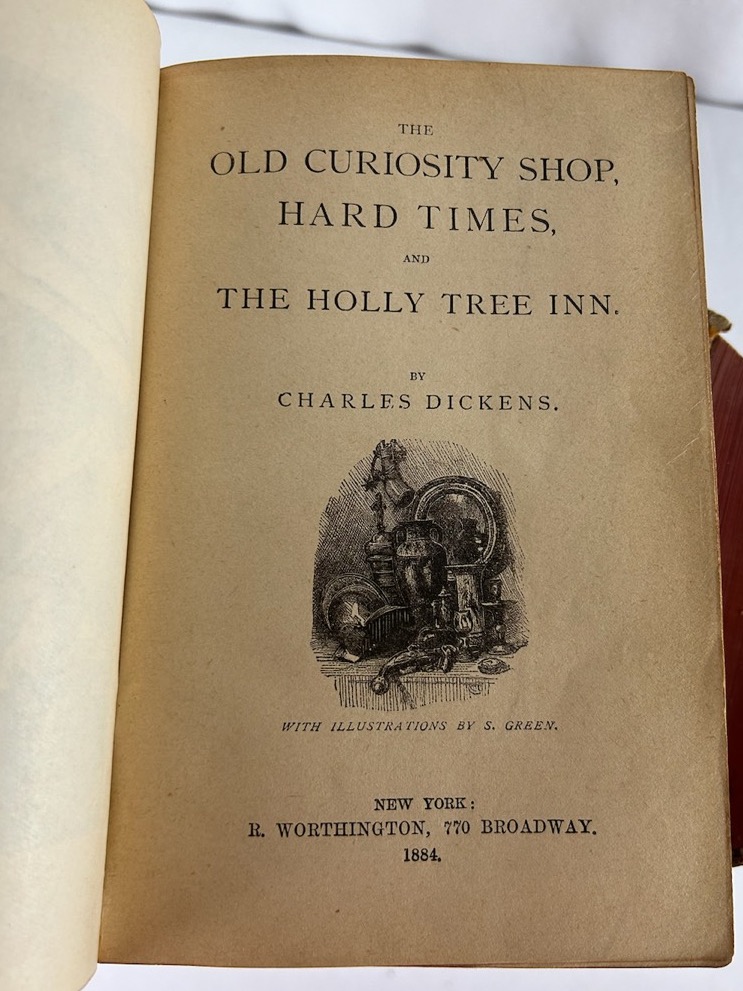 THE
OLD CURIOSITY SHOP,
HARD TIMES,
AND
THE HOLLY TREE INN.
BY
CHARLES DICKENS.
WITH ILLUSTRATIONS BY S. GREEN.
NEW YORK:
R. WORTHINGTON, 770 BROADWAY.
1884.